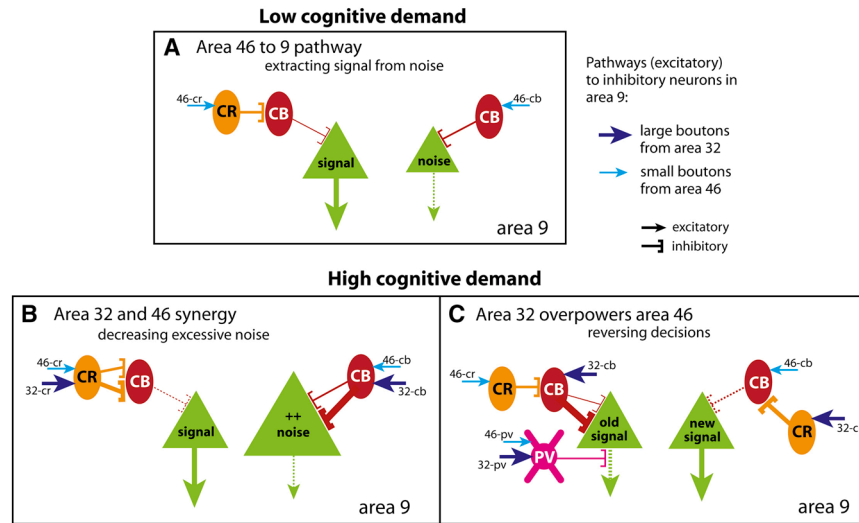 Low cognitive demand
A Area 46 to 9 pathway
extracting signal from noise
46-cr
CR
CB
signal
46-cb
CB
noise
area 9
Pathways (excitatory)
to inhibitory neurons in
area 9:
large boutons
from area 32
small boutons
from area 46
excitatory
inhibitory
High cognitive demand
B Area 32 and 46 synergy
decreasing excessive noise
46-cr
32-cr
CR
CB
signal
46-cb
32-cb
CB
++
noise
area 9
C Area 32 overpowers area 46
reversing decisions
46-cr
CR
CB
32-cb
old
signal
46-pv
32-pv
PV
46-cb
CB
new
signal
CR
32-c
area 9